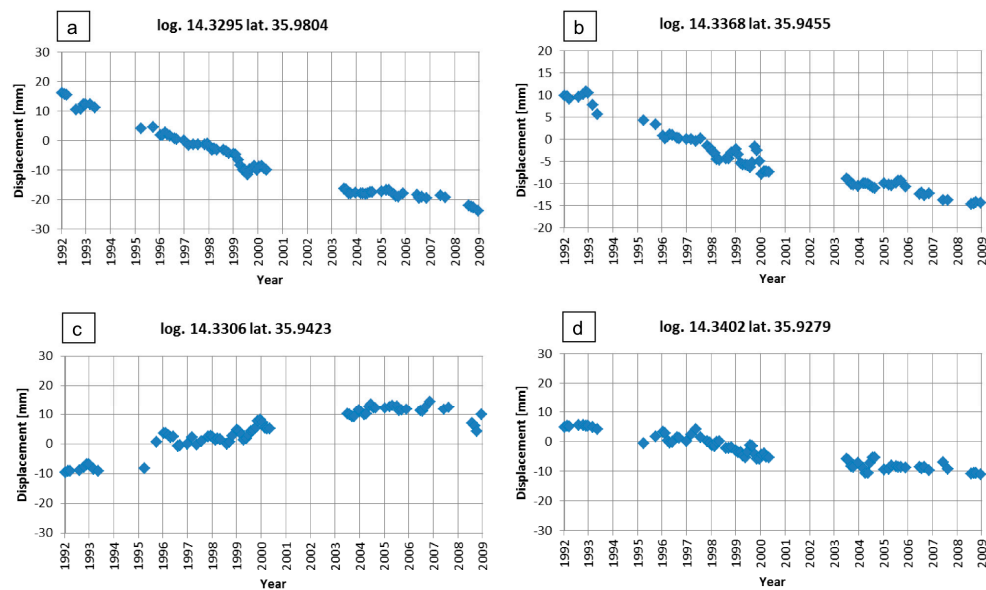 a
log. 14.3295 lat. 35.9804
Displacement [mm]
30
20
10
0
-10
-20
-30
1992 1993 1994 1995 1996 1997 1998 1999 2000 2001 2002 2003 2004 2005 2006 2007 2008 2009
Year
b
log. 14.3368 lat. 35.9455
Displacement [mm]
20
15
10
5
0
-5
-10
-15
-20
1992 1993 1994 1995 1996 1997 1998 1999 2000 2001 2002 2003 2004 2005 2006 2007 2008 2009
Year
c
log. 14.3306 lat. 35.9423
Displacement [mm]
30
20
10
0
-10
-20
-30
1992 1993 1994 1995 1996 1997 1998 1999 2000 2001 2002 2003 2004 2005 2006 2007 2008 2009
Year
d
log. 14.3402 lat. 35.9279
Displacement [mm]
30
20
10
0
-10
-20
-30
1992 1993 1994 1995 1996 1997 1998 1999 2000 2001 2002 2003 2004 2005 2006 2007 2008 2009
Year